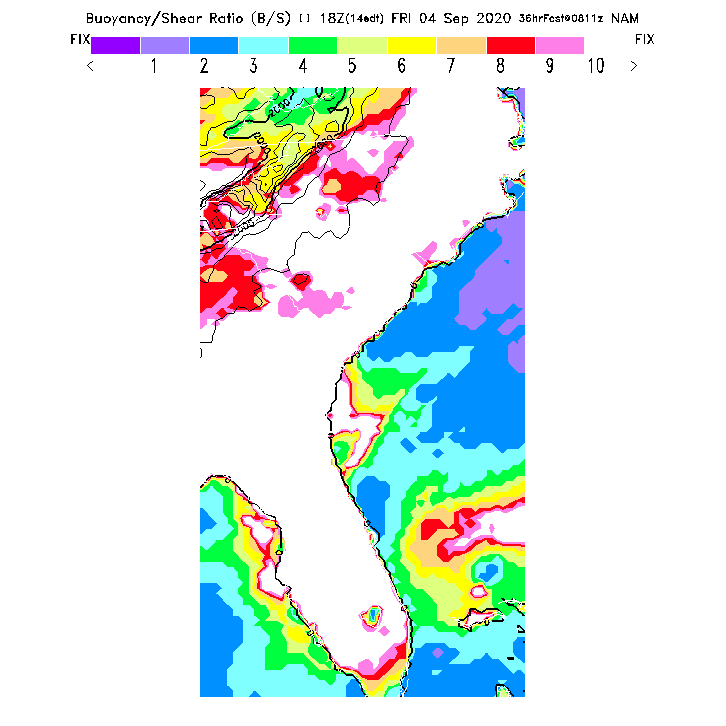 Buoyancy/Shear Ratio (B/S) [] 18Z(14edt) FRI 04 Sep 2020 36hrFcst@0811z NAM
FIX FIX
< 1 2 3 4 5 6 7 8 9 10 >
2000